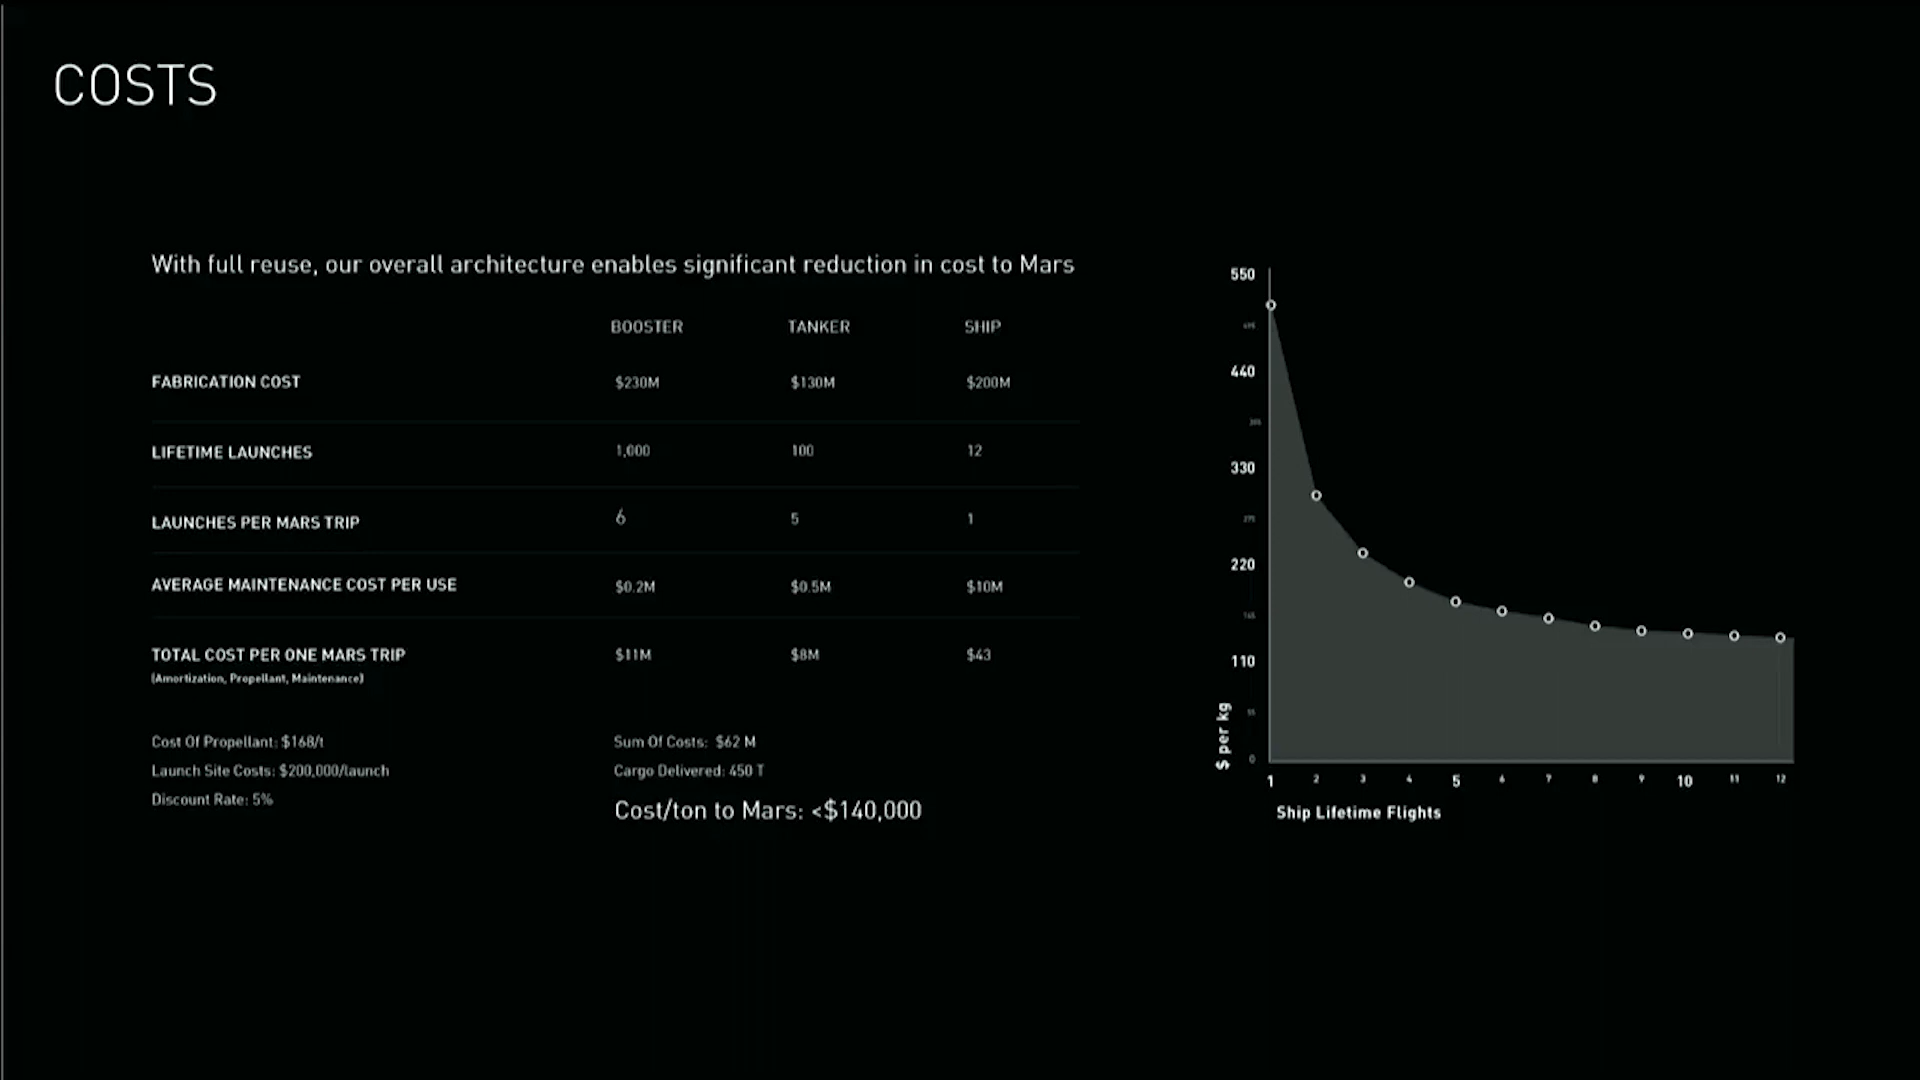 COSTS
With full reuse, our overall architecture enables significant reduction in cost to Mars
BOOSTER TANKER SHIP
FABRICATION COST $230M $130M $200M
LIFETIME LAUNCHES 1,000 100 12
LAUNCHES PER MARS TRIP 6 5 1
AVERAGE MAINTENANCE COST PER USE $0.2M $0.5M $10M
TOTAL COST PER ONE MARS TRIP $11M $8M $43
(Amortization, Propellant, Maintenance)
Cost Of Propellant: $168/t
Launch Site Costs: $200,000/launch
Discount Rate: 5%
Sum Of Costs: $62 M
Cargo Delivered: 450 T
Cost/ton to Mars: <$140,000
550
440
330
275
220
165
110
55
0
$ per kg
1 2 3 4 5 6 7 8 9 10 11 12
Ship Lifetime Flights